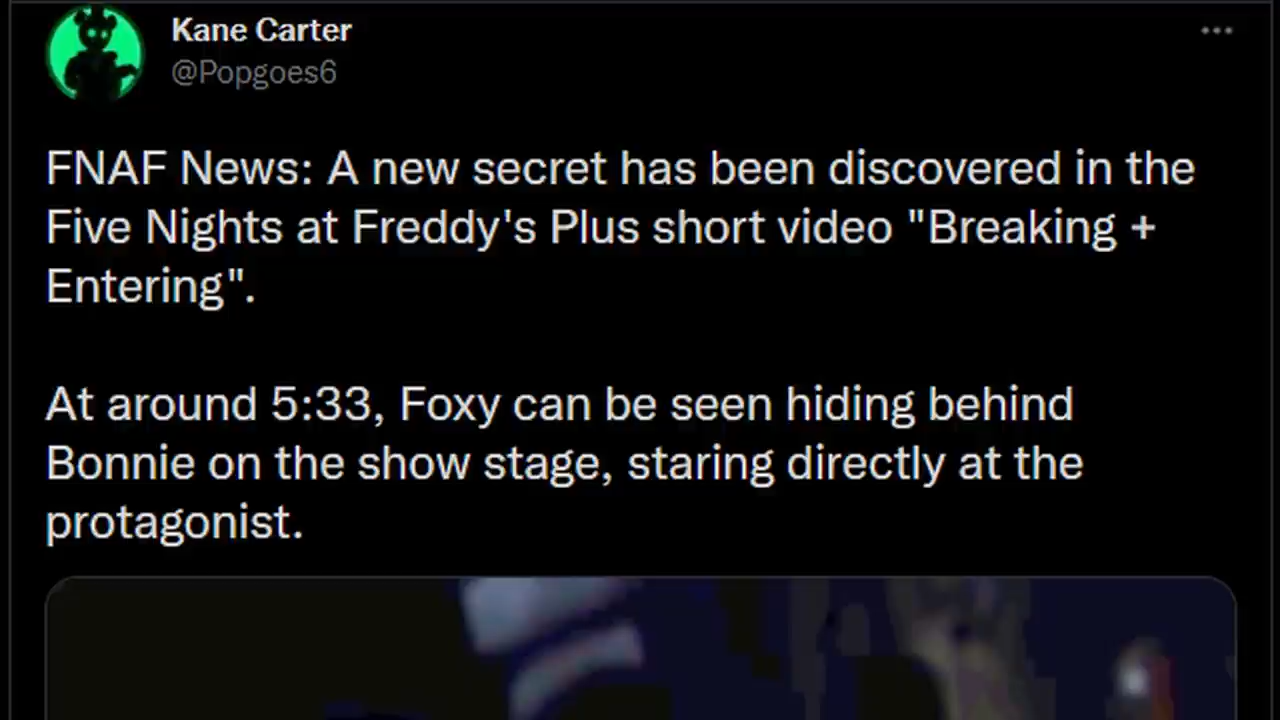 Kane Carter
@Popgoes6
FNAF News: A new secret has been discovered in the
Five Nights at Freddy's Plus short video "Breaking +
Entering".
At around 5:33, Foxy can be seen hiding behind
Bonnie on the show stage, staring directly at the
protagonist.